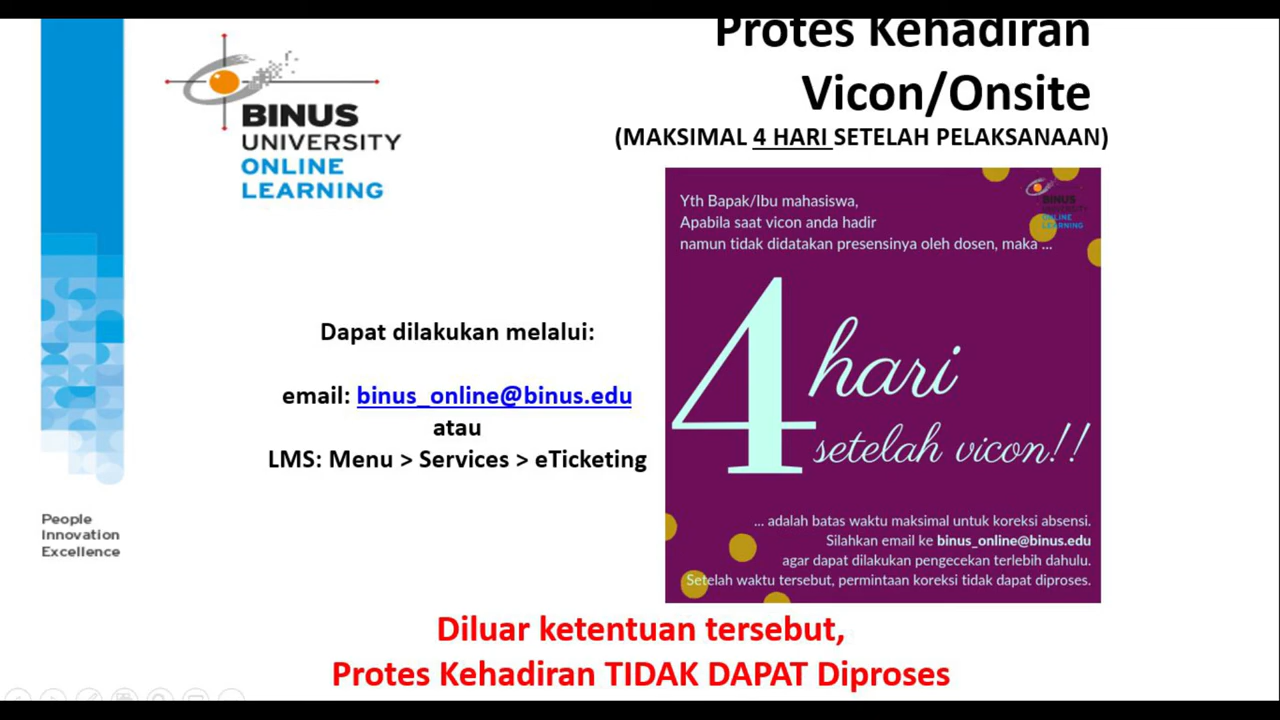 Protes Kehadiran
Vicon/Onsite
(MAKSIMAL 4 HARI SETELAH PELAKSANAAN)
BINUS
UNIVERSITY
ONLINE
LEARNING
Dapat dilakukan melalui:
email: binus_online@binus.edu
atau
LMS: Menu > Services > eTicketing
People
Innovation
Excellence
Yth Bapak/Ibu mahasiswa,
Apabila saat vicon anda hadir
namun tidak didatakan presensinya oleh dosen, maka ...
BINUS
UNIVERSITY
ONLINE
LEARNING
4 hari
setelah vicon!!
... adalah batas waktu maksimal untuk koreksi absensi.
Silahkan email ke binus_online@binus.edu
agar dapat dilakukan pengecekan terlebih dahulu.
Setelah waktu tersebut, permintaan koreksi tidak dapat diproses.
Diluar ketentuan tersebut,
Protes Kehadiran TIDAK DAPAT Diproses